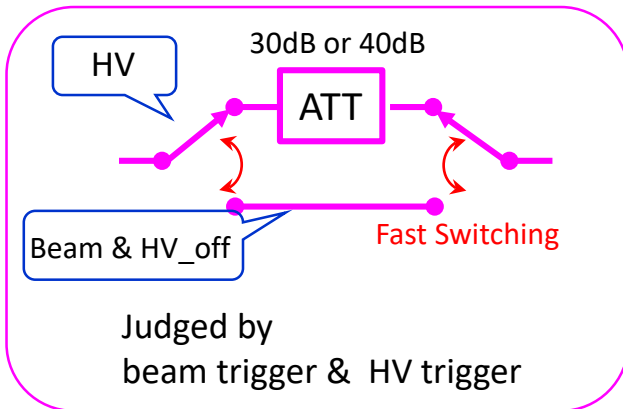 30dB or 40dB
HV
ATT
Beam & HV_off
Fast Switching
Judged by
beam trigger & HV trigger